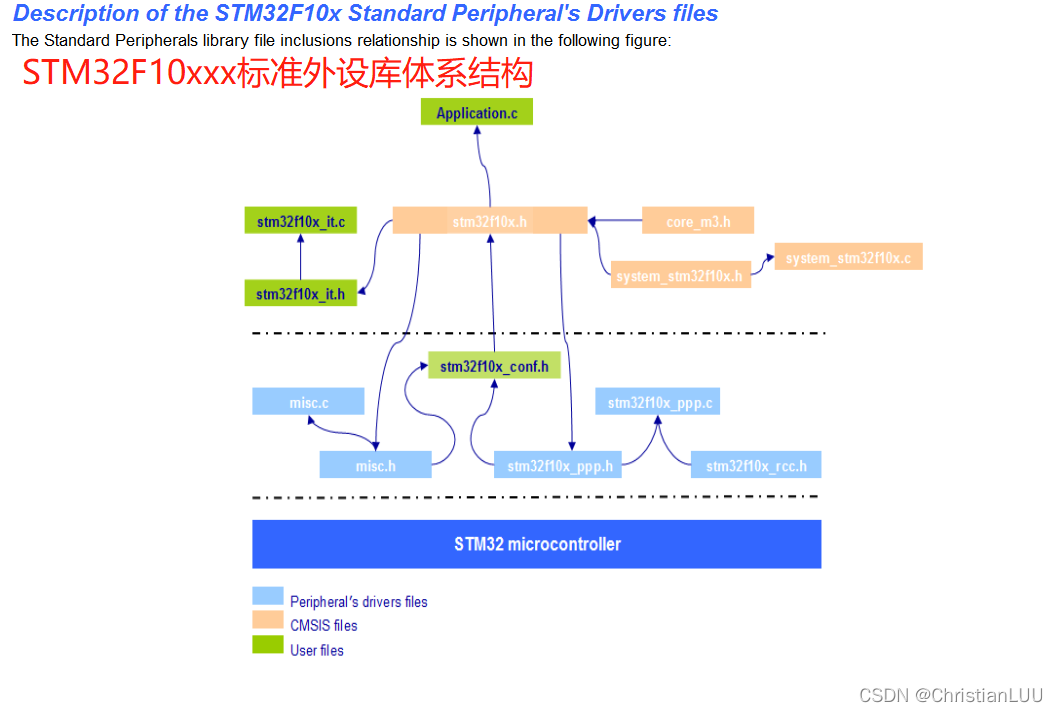 Description of the STM32F10x Standard Peripheral's Drivers files
The Standard Peripherals library file inclusions relationship is shown in the following figure:
STM32F10xxx标准外设库体系结构
Application.c
stm32f10x_it.c
stm32f10x.h
core_m3.h
system_stm32f10x.c
system_stm32f10x.h
stm32f10x_it.h
stm32f10x_conf.h
misc.c
stm32f10x_ppp.c
misc.h
stm32f10x_ppp.h
stm32f10x_rcc.h
STM32 microcontroller
Peripheral's drivers files
CMSIS files
User files
CSDN @ChristianLUU